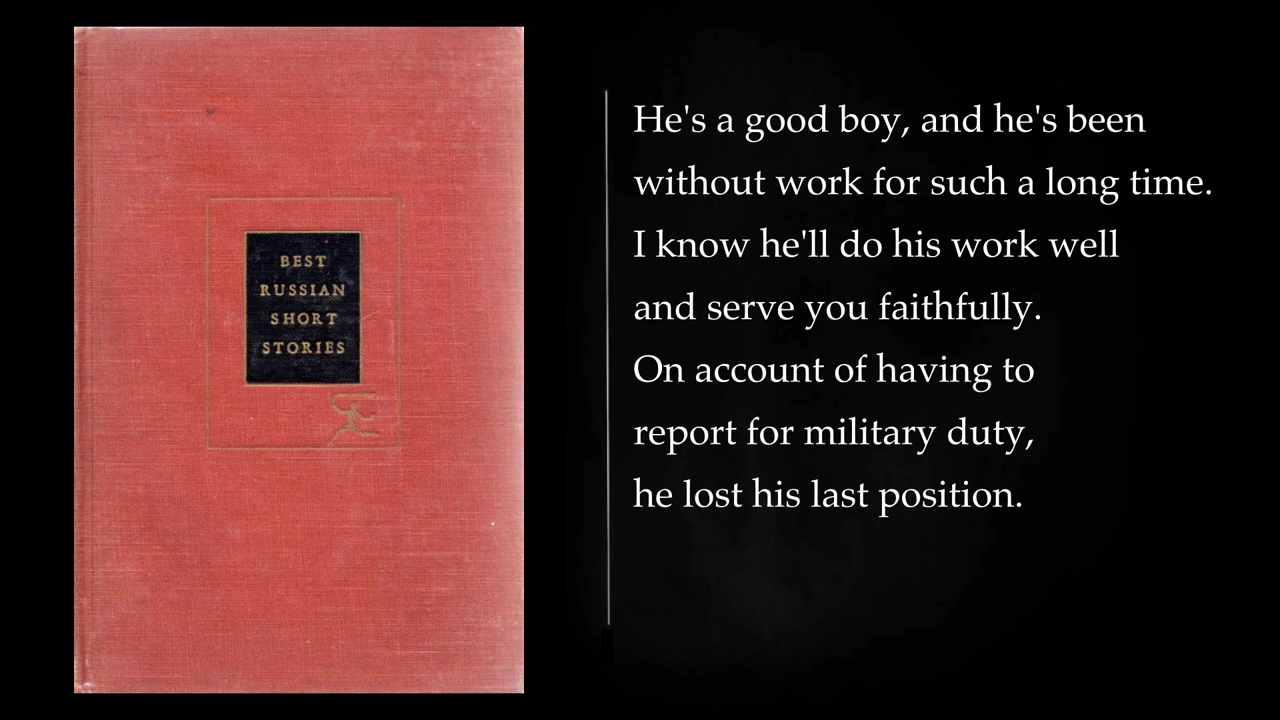 BEST
RUSSIAN
SHORT
STORIES
He's a good boy, and he's been
without work for such a long time.
I know he'll do his work well
and serve you faithfully.
On account of having to
report for military duty,
he lost his last position.